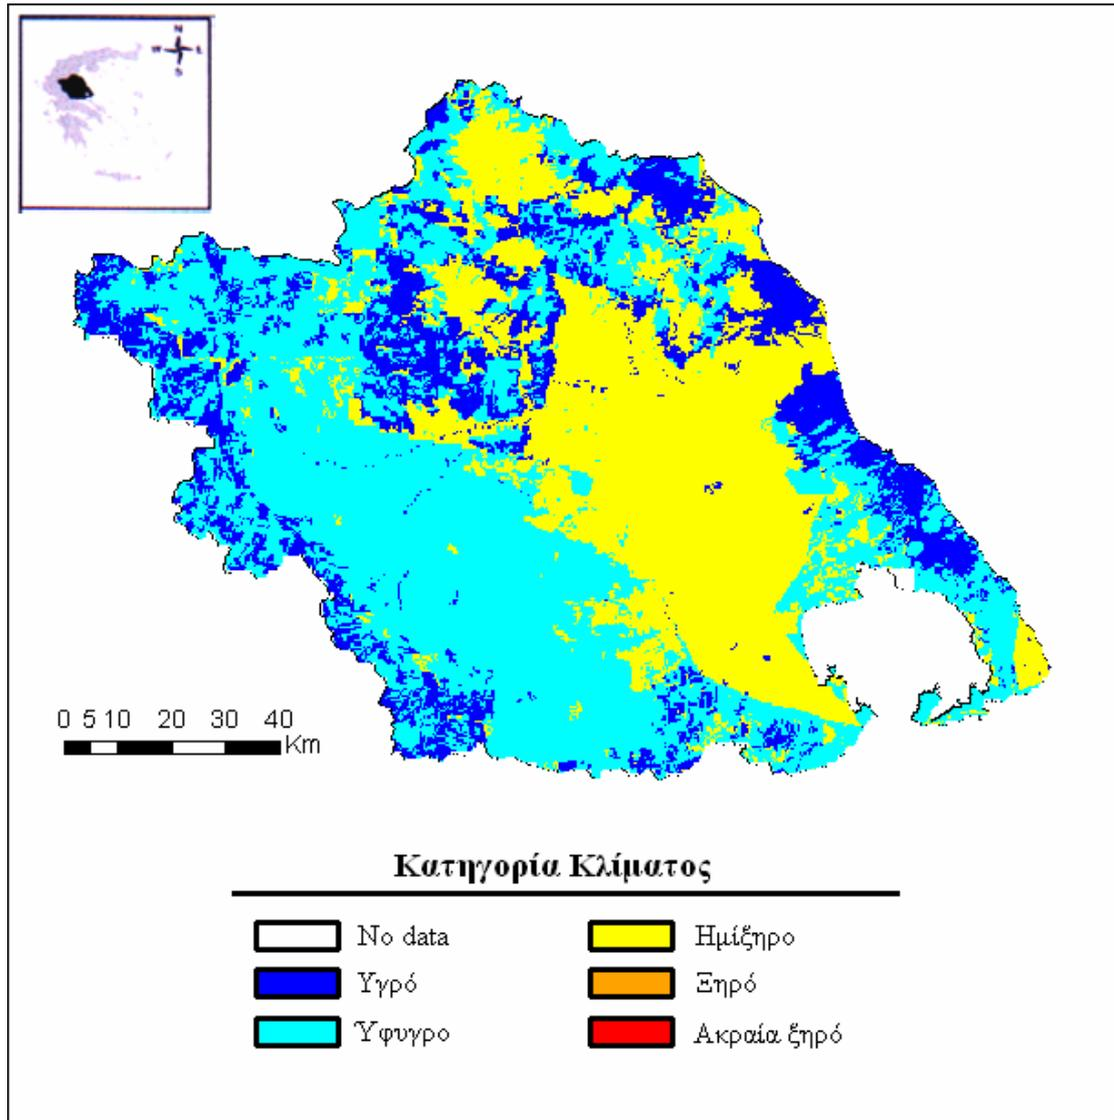 N
W E
S
0 5 10 20 30 40
Km
Κατηγορία Κλίματος
No data
Υγρό
Ύφυγρο
Ημίξηρο
Ξηρό
Ακραία ξηρό